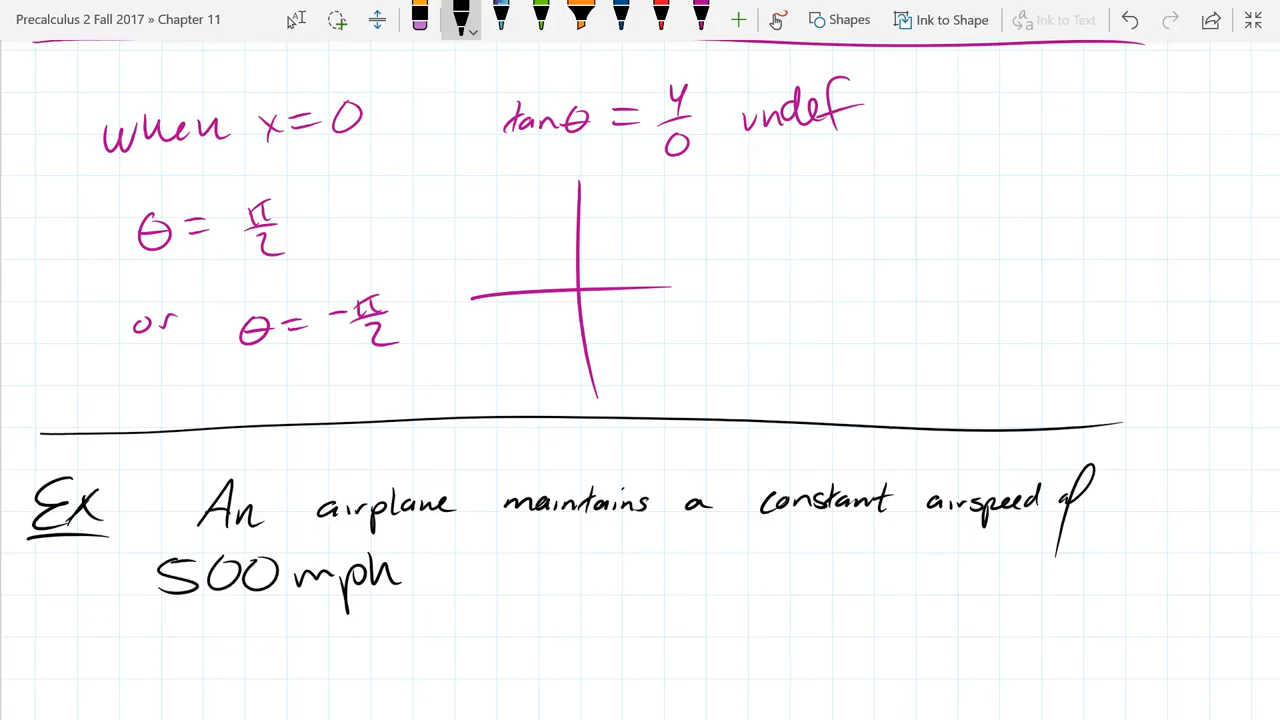 Precalculus 2 Fall 2017 » Chapter 11 Shapes Ink to Shape Ink to Text
when x=0 tanθ = y/0 undef
θ = π/2
or θ = -π/2
Ex An airplane maintains a constant airspeed of
500 mph